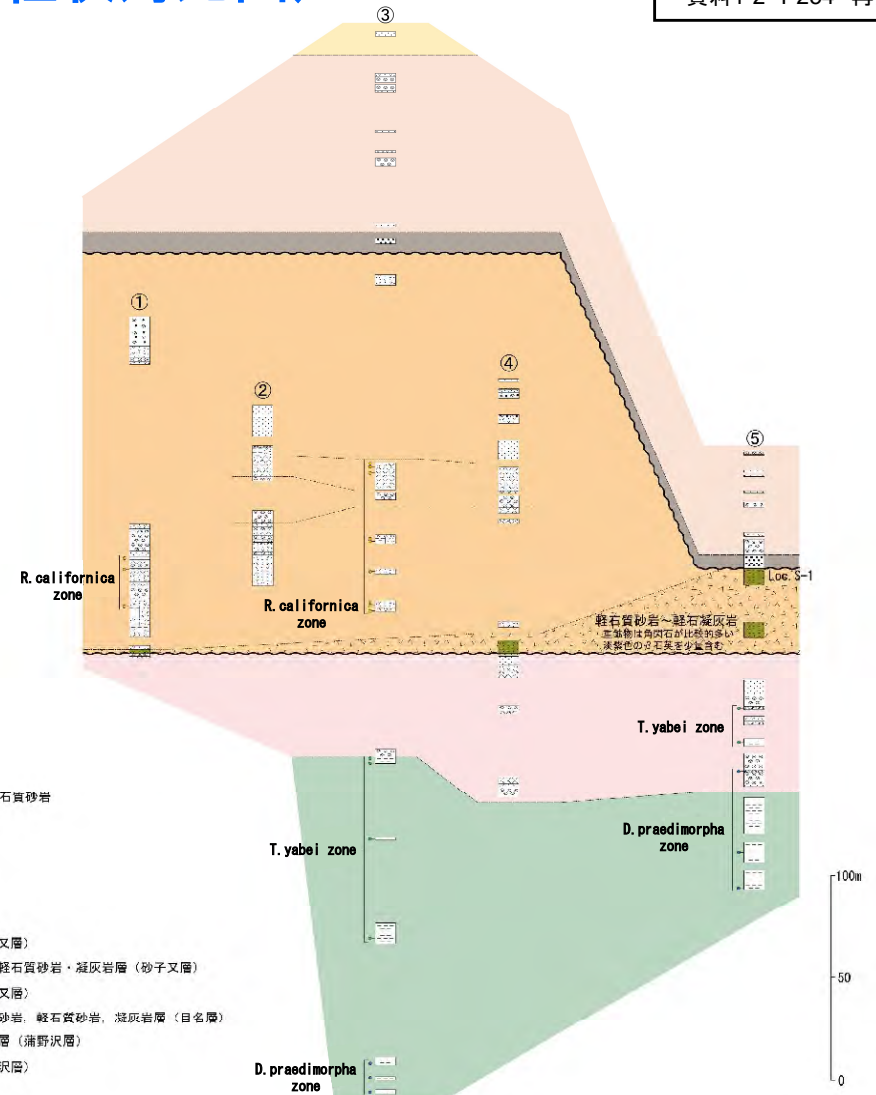 ③
①
②
④
⑤
Loc. S-1
R.californica
zone
R.californica
zone
軽石質砂岩～軽石凝灰岩
T.yabei zone
石質砂岩
T.yabei zone
D.praedimorpha
zone
100m
50
0
又層）
軽石質砂岩・凝灰岩層（砂子又層）
又層）
砂岩，軽石質砂岩，凝灰岩層（目名層）
層（蒲野沢層）
沢層）
D.praedimorpha
zone